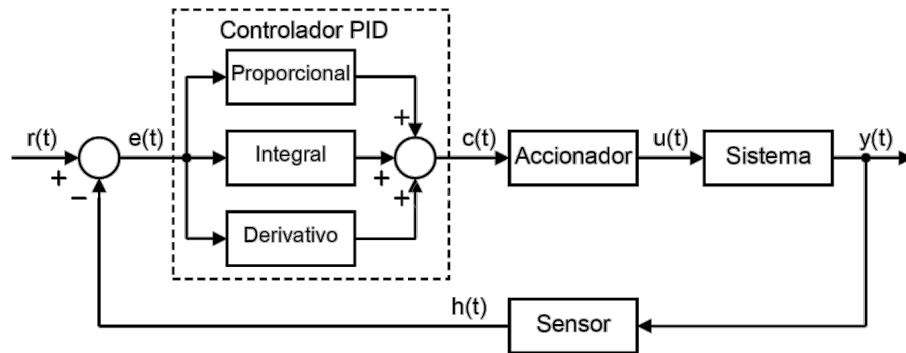 Controlador PID
Proporcional
r(t)
e(t)
+
c(t)
u(t)
y(t)
+
−
Integral
+
+
Accionador
Sistema
Derivativo
h(t)
Sensor